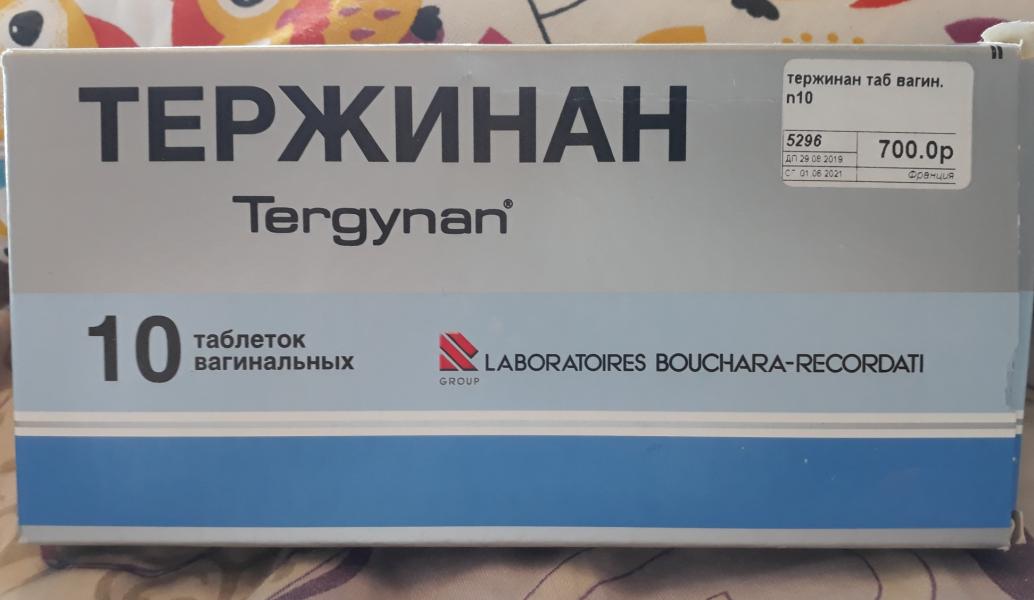 ТЕРЖИНАН
Tergynan®
10 таблеток
вагинальных
GROUP
LABORATOIRES BOUCHARA-RECORDATI
тержинан таб вагин.
n10
5296
700.0р
ДП 29 08 2019
СГ 01 06 2021
Франция